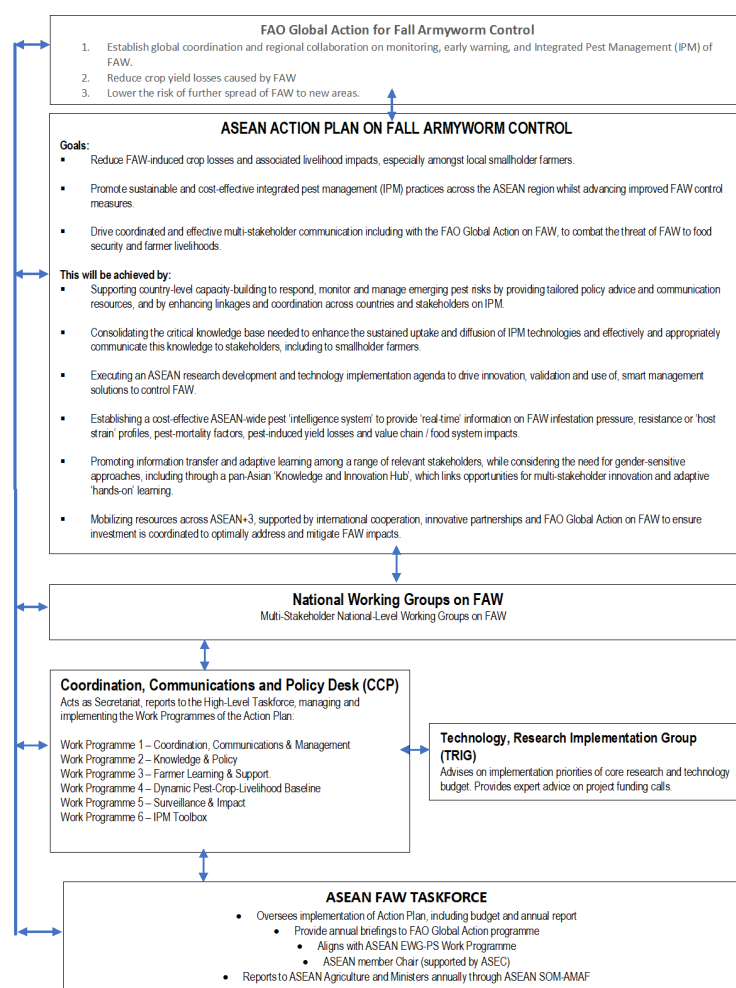 FAO Global Action for Fall Armyworm Control
1. Establish global coordination and regional collaboration on monitoring, early warning, and Integrated Pest Management (IPM) of
FAW.
2. Reduce crop yield losses caused by FAW
3. Lower the risk of further spread of FAW to new areas.
ASEAN ACTION PLAN ON FALL ARMYWORM CONTROL
Goals:
▪ Reduce FAW-induced crop losses and associated livelihood impacts, especially amongst local smallholder farmers.
▪ Promote sustainable and cost-effective integrated pest management (IPM) practices across the ASEAN region whilst advancing improved FAW control
measures.
▪ Drive coordinated and effective multi-stakeholder communication including with the FAO Global Action on FAW, to combat the threat of FAW to food
security and farmer livelihoods.
This will be achieved by:
▪ Supporting country-level capacity-building to respond, monitor and manage emerging pest risks by providing tailored policy advice and communication
resources, and by enhancing linkages and coordination across countries and stakeholders on IPM.
▪ Consolidating the critical knowledge base needed to enhance the sustained uptake and diffusion of IPM technologies and effectively and appropriately
communicate this knowledge to stakeholders, including to smallholder farmers.
▪ Executing an ASEAN research development and technology implementation agenda to drive innovation, validation and use of, smart management
solutions to control FAW.
▪ Establishing a cost-effective ASEAN-wide pest 'intelligence system' to provide 'real-time' information on FAW infestation pressure, resistance or 'host
strain' profiles, pest-mortality factors, pest-induced yield losses and value chain / food system impacts.
▪ Promoting information transfer and adaptive learning among a range of relevant stakeholders, while considering the need for gender-sensitive
approaches, including through a pan-Asian 'Knowledge and Innovation Hub', which links opportunities for multi-stakeholder innovation and adaptive
'hands-on' learning.
▪ Mobilizing resources across ASEAN+3, supported by international cooperation, innovative partnerships and FAO Global Action on FAW to ensure
investment is coordinated to optimally address and mitigate FAW impacts.
National Working Groups on FAW
Multi-Stakeholder National-Level Working Groups on FAW
Coordination, Communications and Policy Desk (CCP)
Acts as Secretariat, reports to the High-Level Taskforce, managing and
implementing the Work Programmes of the Action Plan:
Work Programme 1 – Coordination, Communications & Management
Work Programme 2 – Knowledge & Policy
Work Programme 3 – Farmer Learning & Support.
Work Programme 4 – Dynamic Pest-Crop-Livelihood Baseline
Work Programme 5 – Surveillance & Impact
Work Programme 6 – IPM Toolbox
Technology, Research Implementation Group
(TRIG)
Advises on implementation priorities of core research and technology
budget. Provides expert advice on project funding calls.
ASEAN FAW TASKFORCE
• Oversees implementation of Action Plan, including budget and annual report
• Provide annual briefings to FAO Global Action programme
• Aligns with ASEAN EWG-PS Work Programme
• ASEAN member Chair (supported by ASEC)
• Reports to ASEAN Agriculture and Ministers annually through ASEAN SOM-AMAF